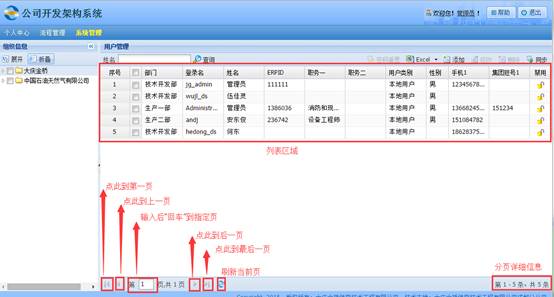 公司开发架构系统
欢迎您！管理员！ 帮助 退出
个人中心 流程管理 系统管理
组织信息
用户管理
展开 折叠
姓名 查询 Excel 添加 同步
大庆金桥
中国石油天然气有限公司
序号 部门 登录名 姓名 ERPID 职务一 职务二 用户类别 性别 手机1 集团短号1 禁用
1 技术开发部 jg_admin 管理员 111111 本地用户 男 12345678...
2 技术开发部 wujl_ds 伍佳灵 本地用户
3 生产一部 Administr... 管理员 1386036 消防和现... 本地用户 男 13668245... 151234
4 生产二部 andj 安东俊 236742 设备工程师 本地用户 男 151084782
5 技术开发部 hedong_ds 何东 本地用户 18628375...
列表区域
点此到第一页
点此到上一页
输入后“回车”到指定页
点此到后一页
点此到最后一页
刷新当前页
分页详细信息
第 1 页,共 1 页
第 1 - 5 条，共 5 条